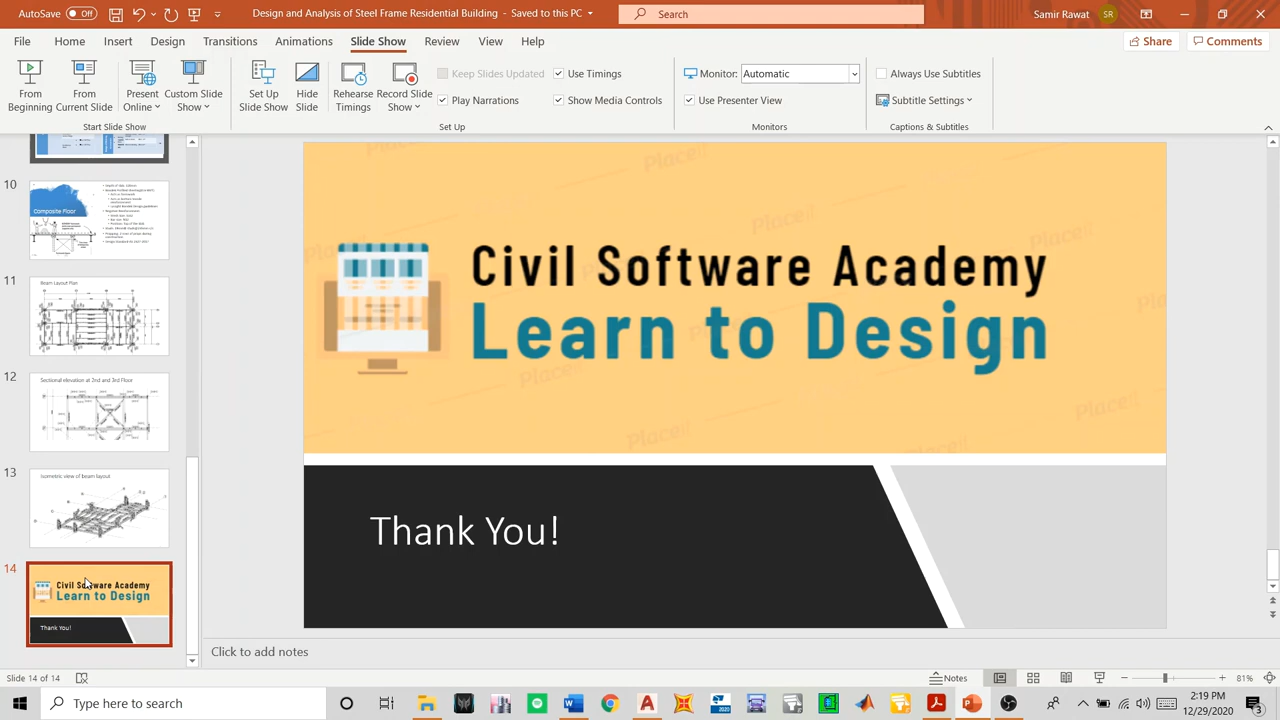 AutoSave Off
Design and Analysis of Steel Framed Residential Building - Saved to this PC
Search
Samir Rawat
SR
File Home Insert Design Transitions Animations Slide Show Review View Help
Share
Comments
From Beginning
From Current Slide
Present Online
Custom Slide Show
Start Slide Show
Set Up Slide Show
Hide Slide
Rehearse Timings
Record Slide Show
Keep Slides Updated
Play Narrations
Use Timings
Show Media Controls
Set Up
Monitor: Automatic
Use Presenter View
Monitors
Always Use Subtitles
Subtitle Settings
Captions & Subtitles
10
Composite Floor
11
Beam Layout Plan
12
Sectional elevation at 2nd and 3rd Floor
13
Isometric view of beam layout
14
Civil Software Academy
Learn to Design
Thank You!
Placeit
Civil Software Academy
Learn to Design
Thank You!
Click to add notes
Slide 14 of 14
Notes
81%
Type here to search
2020
2:19 PM
12/29/2020
3